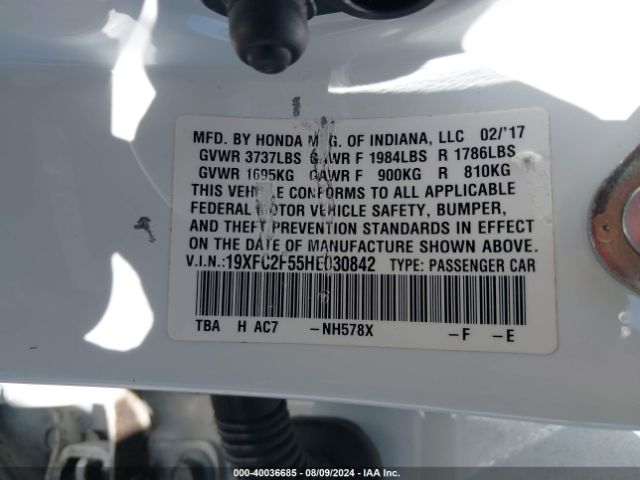 MFD. BY HONDA MFG. OF INDIANA, LLC 02/'17
GVWR 3737LBS GAWR F 1984LBS R 1786LBS
GVWR 1695KG GAWR F 900KG R 810KG
THIS VEHICLE CONFORMS TO ALL APPLICABLE
FEDERAL MOTOR VEHICLE SAFETY, BUMPER,
AND THEFT PREVENTION STANDARDS IN EFFECT
ON THE DATE OF MANUFACTURE SHOWN ABOVE.
V.I.N.:19XFC2F55HE030842 TYPE: PASSENGER CAR
TBA H AC7 -NH578X -F -E
000-40036685 - 08/09/2024 - IAA Inc.